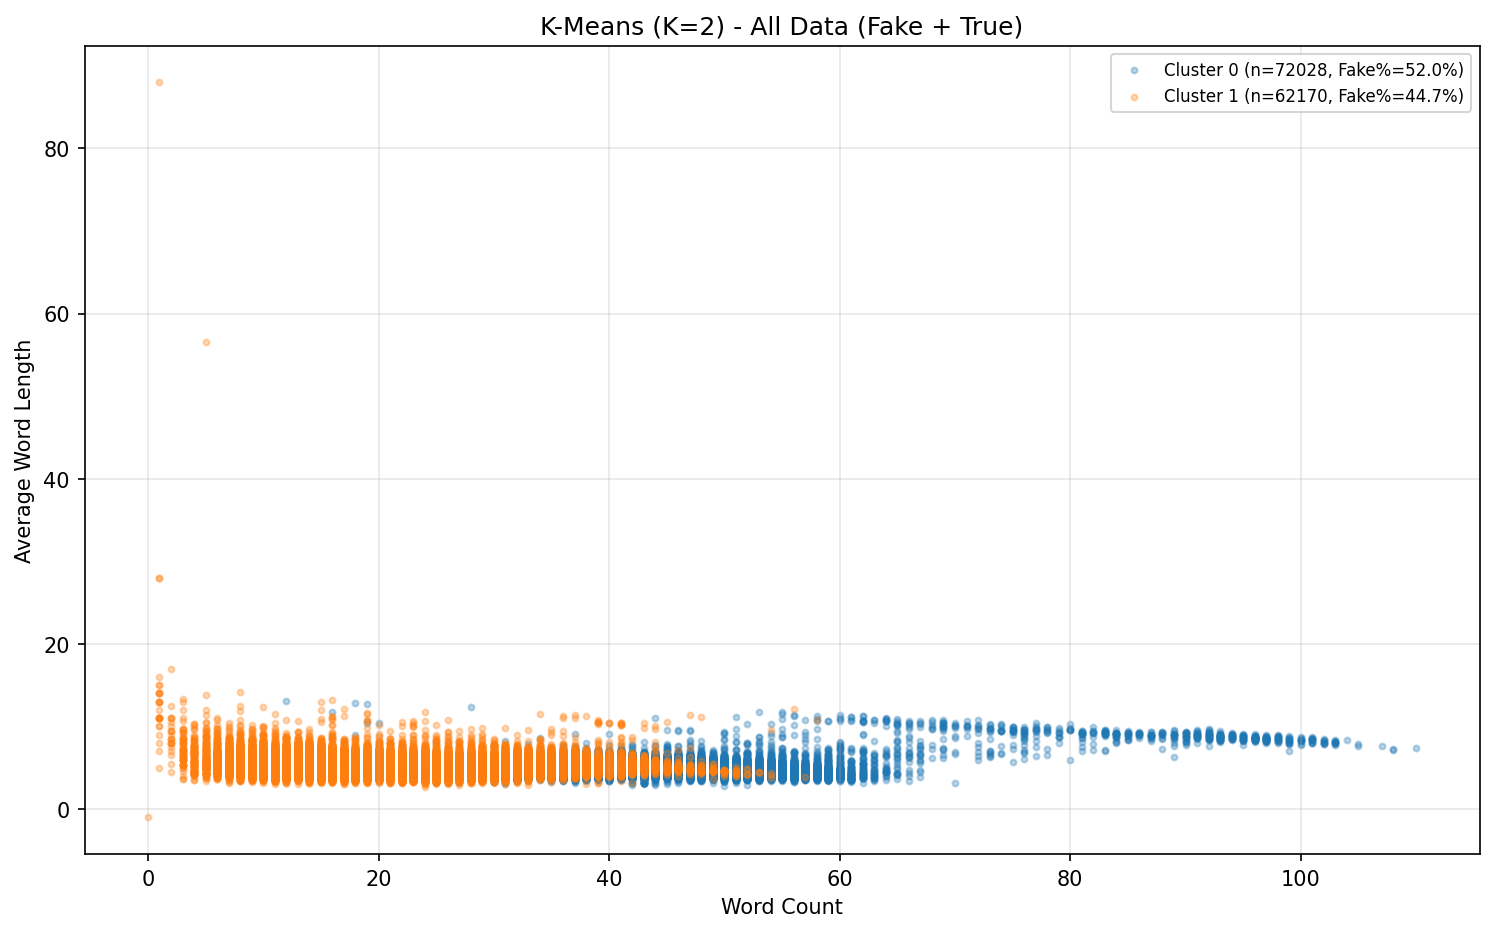 K-Means (K=2) - All Data (Fake + True)
Cluster 0 (n=72028, Fake%=52.0%)
Cluster 1 (n=62170, Fake%=44.7%)
Average Word Length
80
60
40
20
0
0 20 40 60 80 100
Word Count